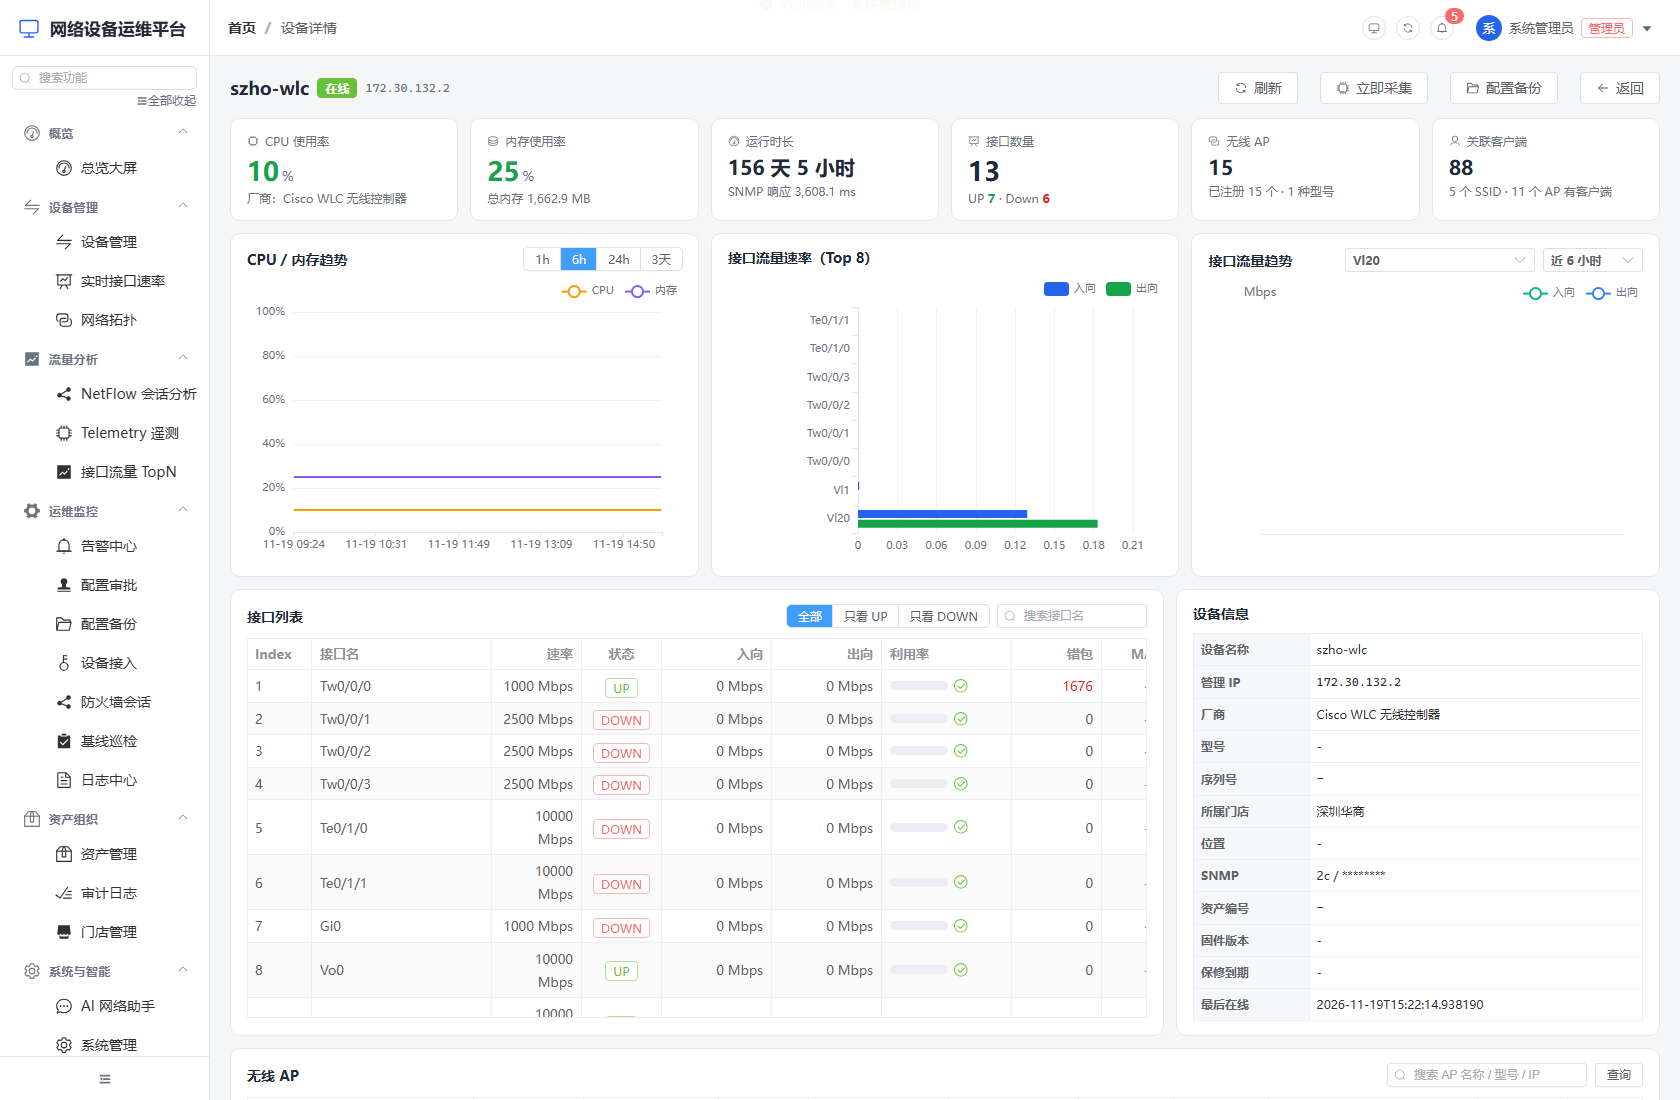 网络设备运维平台
首页 / 设备详情
5
系 系统管理员 管理员
搜索功能
全部收起
概览
总览大屏
设备管理
设备管理
实时接口速率
网络拓扑
流量分析
NetFlow 会话分析
Telemetry 遥测
接口流量 TopN
运维监控
告警中心
配置审批
配置备份
设备接入
防火墙会话
基线巡检
日志中心
资产组织
资产管理
审计日志
门店管理
系统与智能
AI 网络助手
系统管理
szho-wlc 在线 172.30.132.2
刷新 立即采集 配置备份 返回
CPU 使用率
10 %
厂商：Cisco WLC 无线控制器
内存使用率
25 %
总内存 1,662.9 MB
运行时长
156 天 5 小时
SNMP 响应 3,608.1 ms
接口数量
13
UP 7 · Down 6
无线 AP
15
已注册 15 个 · 1 种型号
关联客户端
88
5 个 SSID · 11 个 AP 有客户端
CPU / 内存趋势
1h 6h 24h 3天
CPU 内存
100%
80%
60%
40%
20%
0%
11-19 09:24 11-19 10:31 11-19 11:49 11-19 13:09 11-19 14:50
接口流量速率（Top 8）
入向 出向
Te0/1/1
Te0/1/0
Tw0/0/3
Tw0/0/2
Tw0/0/1
Tw0/0/0
Vl1
Vl20
0 0.03 0.06 0.09 0.12 0.15 0.18 0.21
接口流量趋势 Vl20 近 6 小时
Mbps 入向 出向
接口列表
全部 只看 UP 只看 DOWN 搜索接口名
Index 接口名 速率 状态 入向 出向 利用率 错包
1 Tw0/0/0 1000 Mbps UP 0 Mbps 0 Mbps 1676
2 Tw0/0/1 2500 Mbps DOWN 0 Mbps 0 Mbps 0
3 Tw0/0/2 2500 Mbps DOWN 0 Mbps 0 Mbps 0
4 Tw0/0/3 2500 Mbps DOWN 0 Mbps 0 Mbps 0
5 Te0/1/0 10000 Mbps DOWN 0 Mbps 0 Mbps 0
6 Te0/1/1 10000 Mbps DOWN 0 Mbps 0 Mbps 0
7 Gi0 1000 Mbps DOWN 0 Mbps 0 Mbps 0
8 Vo0 10000 Mbps UP 0 Mbps 0 Mbps 0
10000
设备信息
设备名称 szho-wlc
管理 IP 172.30.132.2
厂商 Cisco WLC 无线控制器
型号 -
序列号 -
所属门店 深圳华商
位置 -
SNMP 2c / ********
资产编号 -
固件版本 -
保修到期 -
最后在线 2026-11-19T15:22:14.938190
无线 AP
搜索 AP 名称 / 型号 / IP 查询